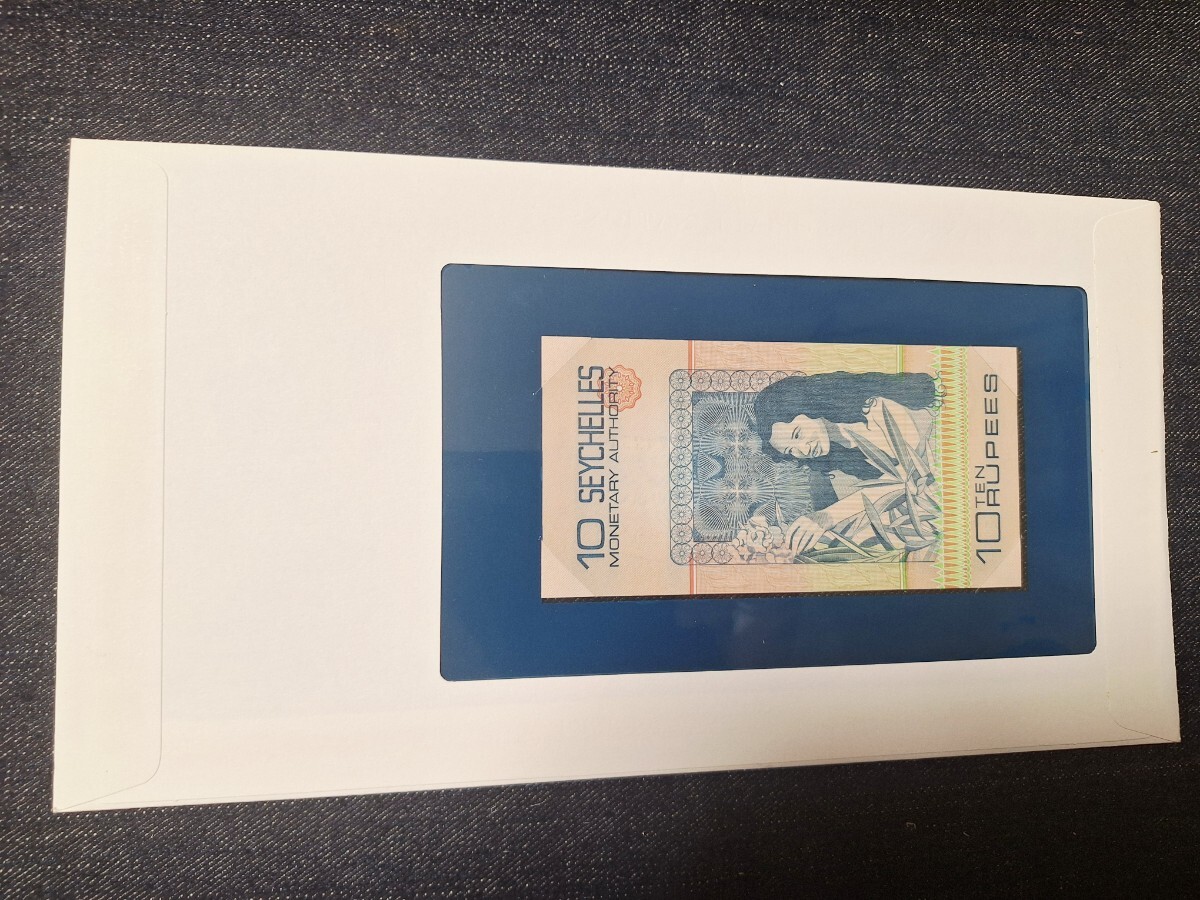 10 SEYCHELLES
MONETARY AUTHORITY
10 TEN
RUPEES